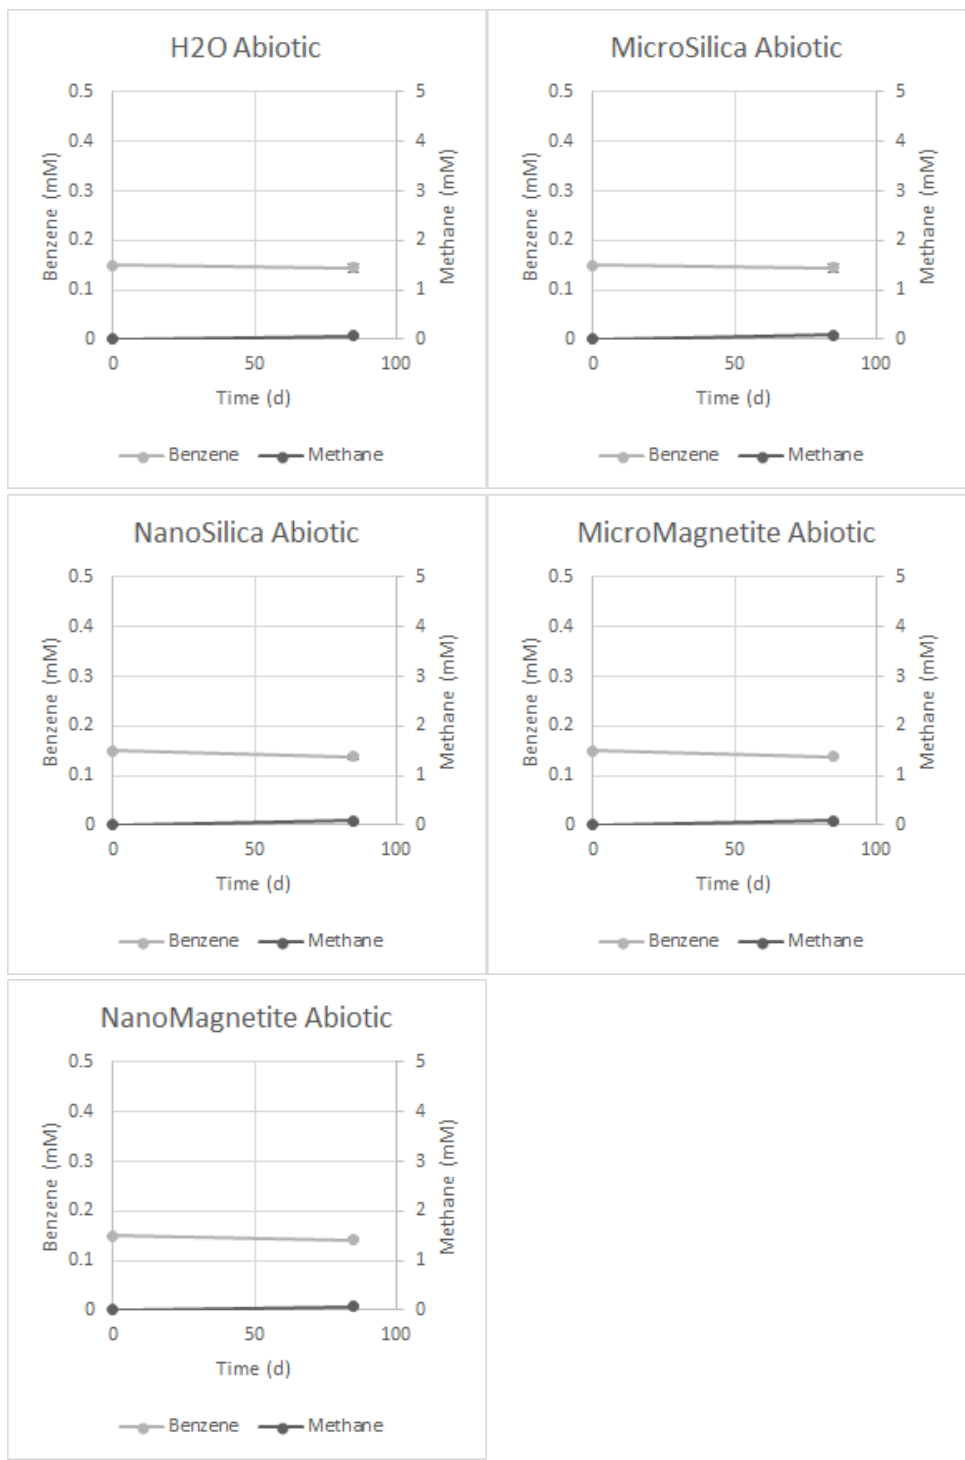 H2O Abiotic
0.5
0.4
0.3
0.2
0.1
0
Benzene (mM)
5
4
3
2
1
0
Methane (mM)
0 50 100
Time (d)
Benzene Methane
MicroSilica Abiotic
0.5
0.4
0.3
0.2
0.1
0
Benzene (mM)
5
4
3
2
1
0
Methane (mM)
0 50 100
Time (d)
Benzene Methane
NanoSilica Abiotic
0.5
0.4
0.3
0.2
0.1
0
Benzene (mM)
5
4
3
2
1
0
Methane (mM)
0 50 100
Time (d)
Benzene Methane
MicroMagnetite Abiotic
0.5
0.4
0.3
0.2
0.1
0
Benzene (mM)
5
4
3
2
1
0
Methane (mM)
0 50 100
Time (d)
Benzene Methane
NanoMagnetite Abiotic
0.5
0.4
0.3
0.2
0.1
0
Benzene (mM)
5
4
3
2
1
0
Methane (mM)
0 50 100
Time (d)
Benzene Methane